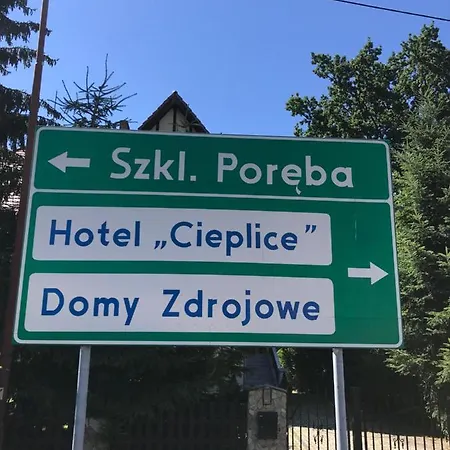 ← Szkl. Poręba
Hotel „Cieplice” →
Domy Zdrojowe